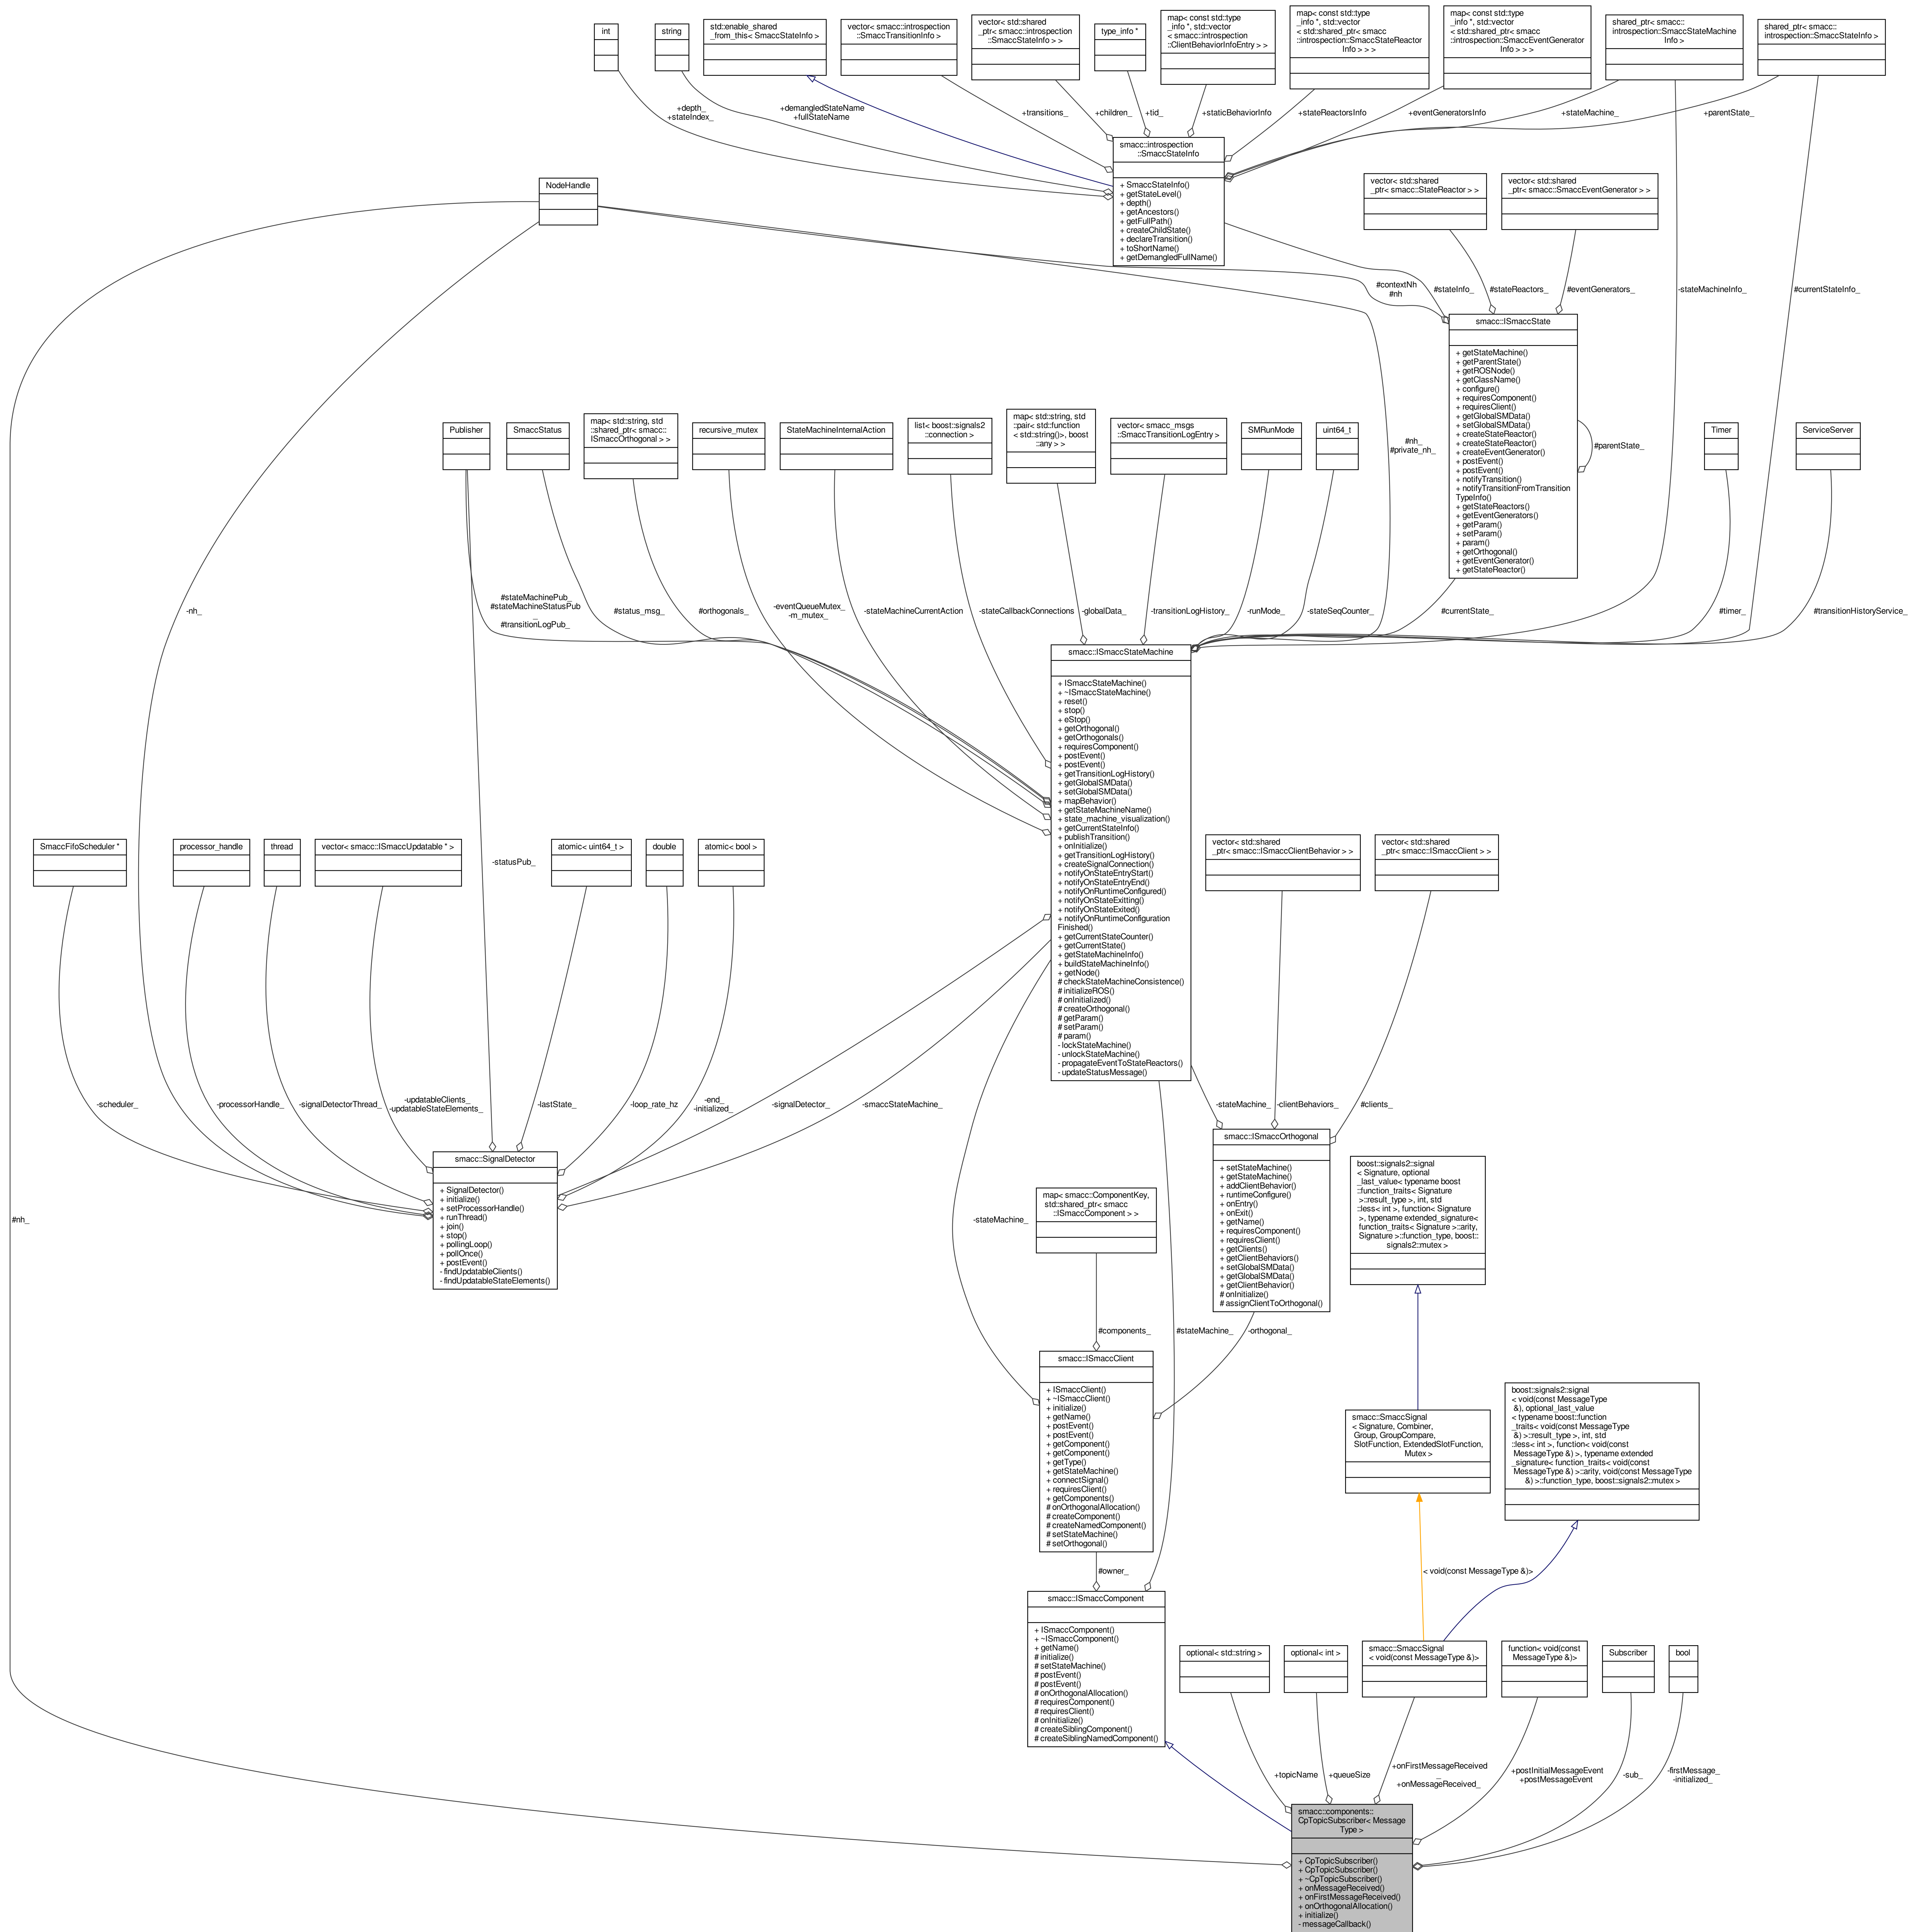 int
string
std::enable_shared
_from_this< SmaccStateInfo >
vector< smacc::introspection
::SmaccTransitionInfo >
vector< std::shared
_ptr< smacc::introspection
::SmaccStateInfo > >
type_info *
map< const std::type
_info *, std::vector
< smacc::introspection
::ClientBehaviorInfoEntry > >
map< const std::type
_info *, std::vector
< std::shared_ptr< smacc
::introspection::SmaccStateReactor
Info > > >
map< const std::type
_info *, std::vector
< std::shared_ptr< smacc
::introspection::SmaccEventGenerator
Info > > >
shared_ptr< smacc::
introspection::SmaccStateMachine
Info >
shared_ptr< smacc::
introspection::SmaccStateInfo >
+depth_
+stateIndex_
+demangledStateName
+fullStateName
+transitions_
+children_
+tid_
+staticBehaviorInfo
+stateReactorsInfo
+eventGeneratorsInfo
+stateMachine_
+parentState_
smacc::introspection
::SmaccStateInfo
+ SmaccStateInfo()
+ getStateLevel()
+ depth()
+ getAncestors()
+ getFullPath()
+ createChildState()
+ declareTransition()
+ toShortName()
+ getDemangledFullName()
NodeHandle
vector< std::shared
_ptr< smacc::StateReactor > >
vector< std::shared
_ptr< smacc::SmaccEventGenerator > >
#contextNh
#nh
#stateInfo_
#stateReactors_
#eventGenerators_
-stateMachineInfo_
#currentStateInfo_
smacc::ISmaccState
+ getStateMachine()
+ getParentState()
+ getROSNode()
+ getClassName()
+ configure()
+ requiresComponent()
+ requiresClient()
+ getGlobalSMData()
+ setGlobalSMData()
+ createStateReactor()
+ createStateReactor()
+ createEventGenerator()
+ postEvent()
+ postEvent()
+ notifyTransition()
+ notifyTransitionFromTransition
TypeInfo()
+ getStateReactors()
+ getEventGenerators()
+ getParam()
+ setParam()
+ param()
+ getOrthogonal()
+ getEventGenerator()
+ getStateReactor()
#parentState_
Publisher
SmaccStatus
map< std::string, std
::shared_ptr< smacc::
ISmaccOrthogonal > >
recursive_mutex
StateMachineInternalAction
list< boost::signals2
::connection >
map< std::string, std
::pair< std::function
< std::string()>, boost
::any > >
vector< smacc_msgs
::SmaccTransitionLogEntry >
SMRunMode
uint64_t
#nh_
#private_nh_
Timer
ServiceServer
-nh_
#stateMachinePub_
#stateMachineStatusPub
_
#transitionLogPub_
#status_msg_
#orthogonals_
-eventQueueMutex_
-m_mutex_
-stateMachineCurrentAction
-stateCallbackConnections
-globalData_
-transitionLogHistory_
-runMode_
-stateSeqCounter_
#currentState_
#timer_
#transitionHistoryService_
smacc::ISmaccStateMachine
+ ISmaccStateMachine()
+ ~ISmaccStateMachine()
+ reset()
+ stop()
+ eStop()
+ getOrthogonal()
+ getOrthogonals()
+ requiresComponent()
+ postEvent()
+ postEvent()
+ getTransitionLogHistory()
+ getGlobalSMData()
+ setGlobalSMData()
+ mapBehavior()
+ getStateMachineName()
+ state_machine_visualization()
+ getCurrentStateInfo()
+ publishTransition()
+ onInitialize()
+ getTransitionLogHistory()
+ createSignalConnection()
+ notifyOnStateEntryStart()
+ notifyOnStateEntryEnd()
+ notifyOnRuntimeConfigured()
+ notifyOnStateExitting()
+ notifyOnStateExited()
+ notifyOnRuntimeConfiguration
Finished()
+ getCurrentStateCounter()
+ getCurrentState()
+ getStateMachineInfo()
+ buildStateMachineInfo()
+ getNode()
# checkStateMachineConsistence()
# initializeROS()
# onInitialized()
# createOrthogonal()
# getParam()
# setParam()
# param()
- lockStateMachine()
- unlockStateMachine()
- propagateEventToStateReactors()
- updateStatusMessage()
SmaccFifoScheduler *
processor_handle
thread
vector< smacc::ISmaccUpdatable * >
-statusPub_
atomic< uint64_t >
double
atomic< bool >
vector< std::shared
_ptr< smacc::ISmaccClientBehavior > >
vector< std::shared
_ptr< smacc::ISmaccClient > >
-scheduler_
-processorHandle_
-signalDetectorThread_
-updatableClients_
-updatableStateElements_
-lastState_
-loop_rate_hz
-end_
-initialized_
-signalDetector_
-smaccStateMachine_
-stateMachine_
-clientBehaviors_
#clients_
smacc::SignalDetector
+ SignalDetector()
+ initialize()
+ setProcessorHandle()
+ runThread()
+ join()
+ stop()
+ pollingLoop()
+ pollOnce()
+ postEvent()
- findUpdatableClients()
- findUpdatableStateElements()
smacc::ISmaccOrthogonal
+ setStateMachine()
+ getStateMachine()
+ addClientBehavior()
+ runtimeConfigure()
+ onEntry()
+ onExit()
+ getName()
+ requiresComponent()
+ requiresClient()
+ getClients()
+ getClientBehaviors()
+ setGlobalSMData()
+ getGlobalSMData()
+ getClientBehavior()
# onInitialize()
# assignClientToOrthogonal()
boost::signals2::signal
< Signature, optional
_last_value< typename boost
::function_traits< Signature
>::result_type >, int, std
::less< int >, function< Signature
>, typename extended_signature<
function_traits< Signature >::arity,
Signature >::function_type, boost::
signals2::mutex >
#nh_
-stateMachine_
map< smacc::ComponentKey,
std::shared_ptr< smacc
::ISmaccComponent > >
#components_
#stateMachine_
-orthogonal_
smacc::ISmaccClient
+ ISmaccClient()
+ ~ISmaccClient()
+ initialize()
+ getName()
+ postEvent()
+ postEvent()
+ getComponent()
+ getComponent()
+ getType()
+ getStateMachine()
+ connectSignal()
+ requiresClient()
+ getComponents()
# onOrthogonalAllocation()
# createComponent()
# createNamedComponent()
# setStateMachine()
# setOrthogonal()
smacc::SmaccSignal
< Signature, Combiner,
Group, GroupCompare,
SlotFunction, ExtendedSlotFunction,
Mutex >
boost::signals2::signal
< void(const MessageType
&), optional_last_value
< typename boost::function
_traits< void(const MessageType
&) >::result_type >, int, std
::less< int >, function< void(const
MessageType &) >, typename extended
_signature< function_traits< void(const
MessageType &) >::arity, void(const MessageType
&) >::function_type, boost::signals2::mutex >
#owner_
< void(const MessageType &)>
smacc::ISmaccComponent
+ ISmaccComponent()
+ ~ISmaccComponent()
+ getName()
# initialize()
# setStateMachine()
# postEvent()
# postEvent()
# onOrthogonalAllocation()
# requiresComponent()
# requiresClient()
# onInitialize()
# createSiblingComponent()
# createSiblingNamedComponent()
optional< std::string >
optional< int >
smacc::SmaccSignal
< void(const MessageType &)>
function< void(const
MessageType &)>
Subscriber
bool
+topicName
+queueSize
+onFirstMessageReceived
_
+onMessageReceived_
+postInitialMessageEvent
+postMessageEvent
-sub_
-firstMessage_
-initialized_
smacc::components::
CpTopicSubscriber< Message
Type >
+ CpTopicSubscriber()
+ CpTopicSubscriber()
+ ~CpTopicSubscriber()
+ onMessageReceived()
+ onFirstMessageReceived()
+ onOrthogonalAllocation()
+ initialize()
- messageCallback()